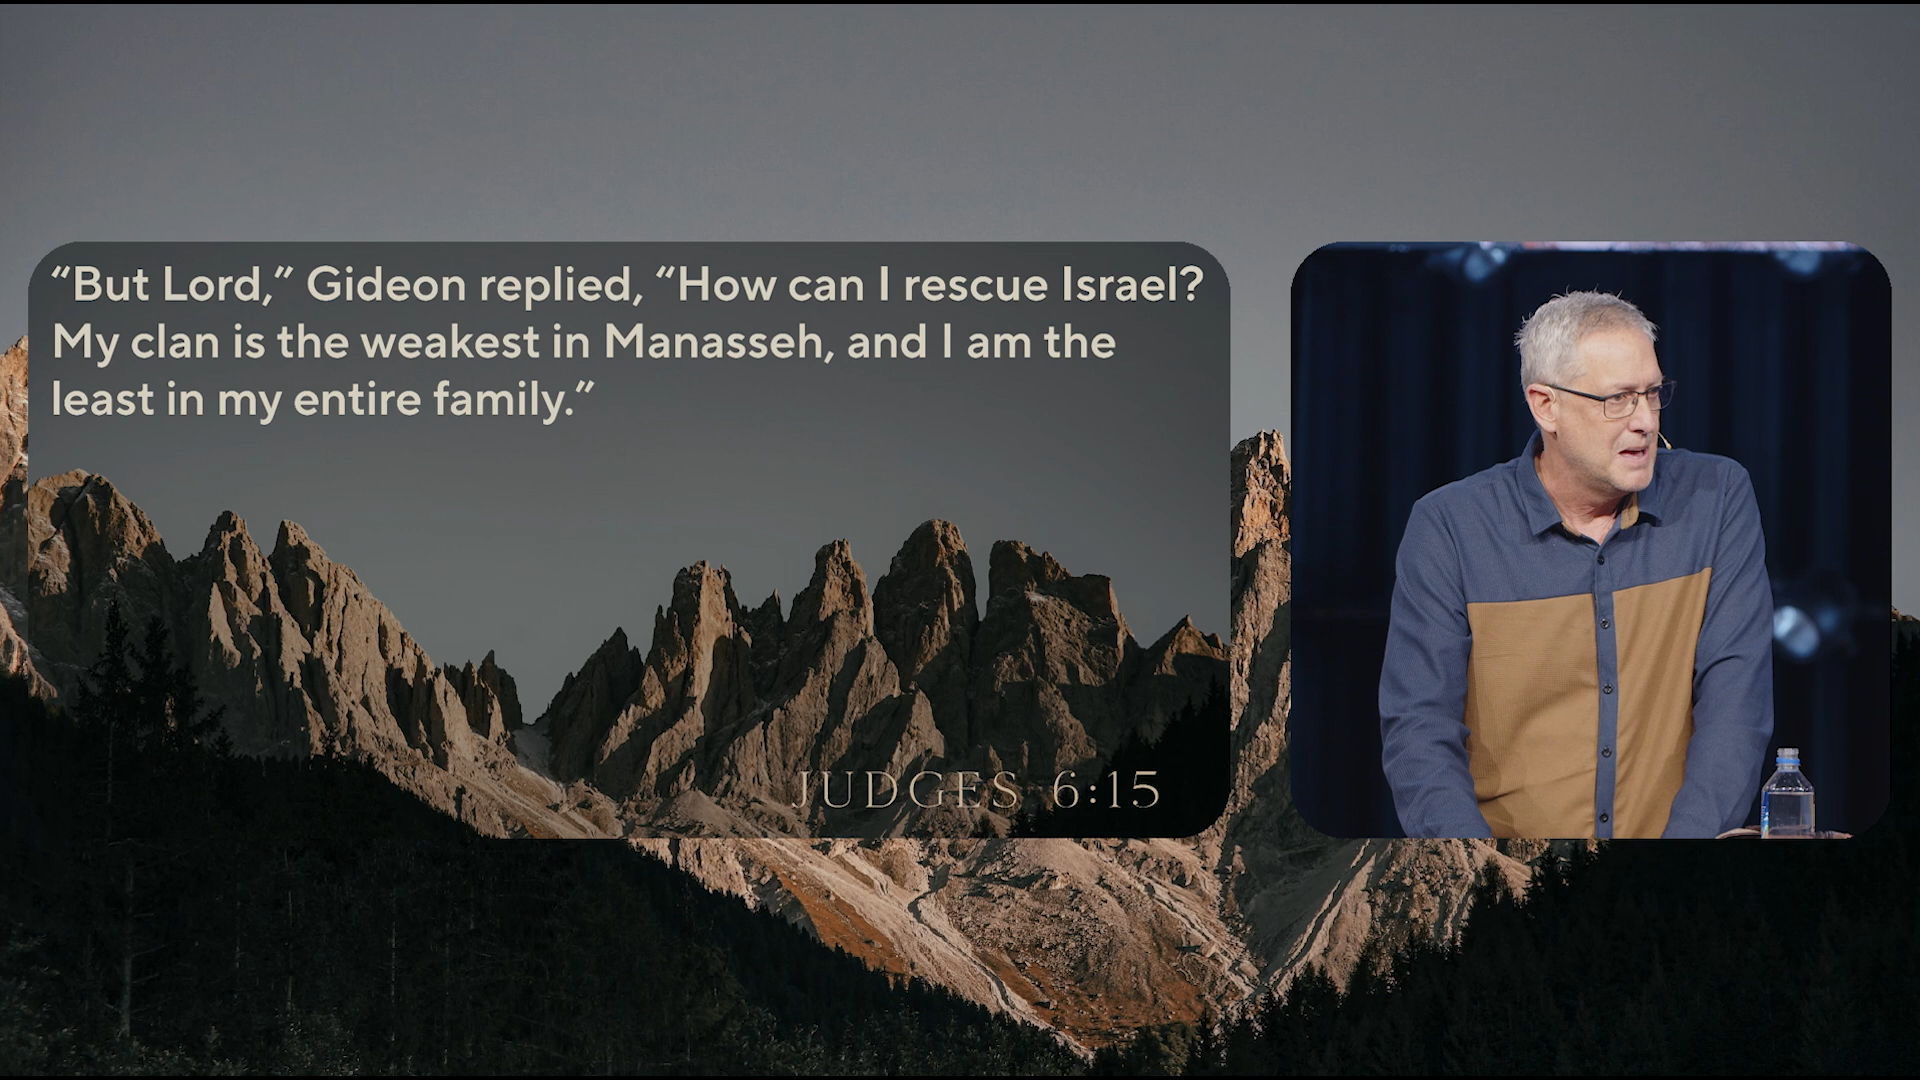 “But Lord,” Gideon replied, “How can I rescue Israel?
My clan is the weakest in Manasseh, and I am the
least in my entire family.”
JUDGES 6:15